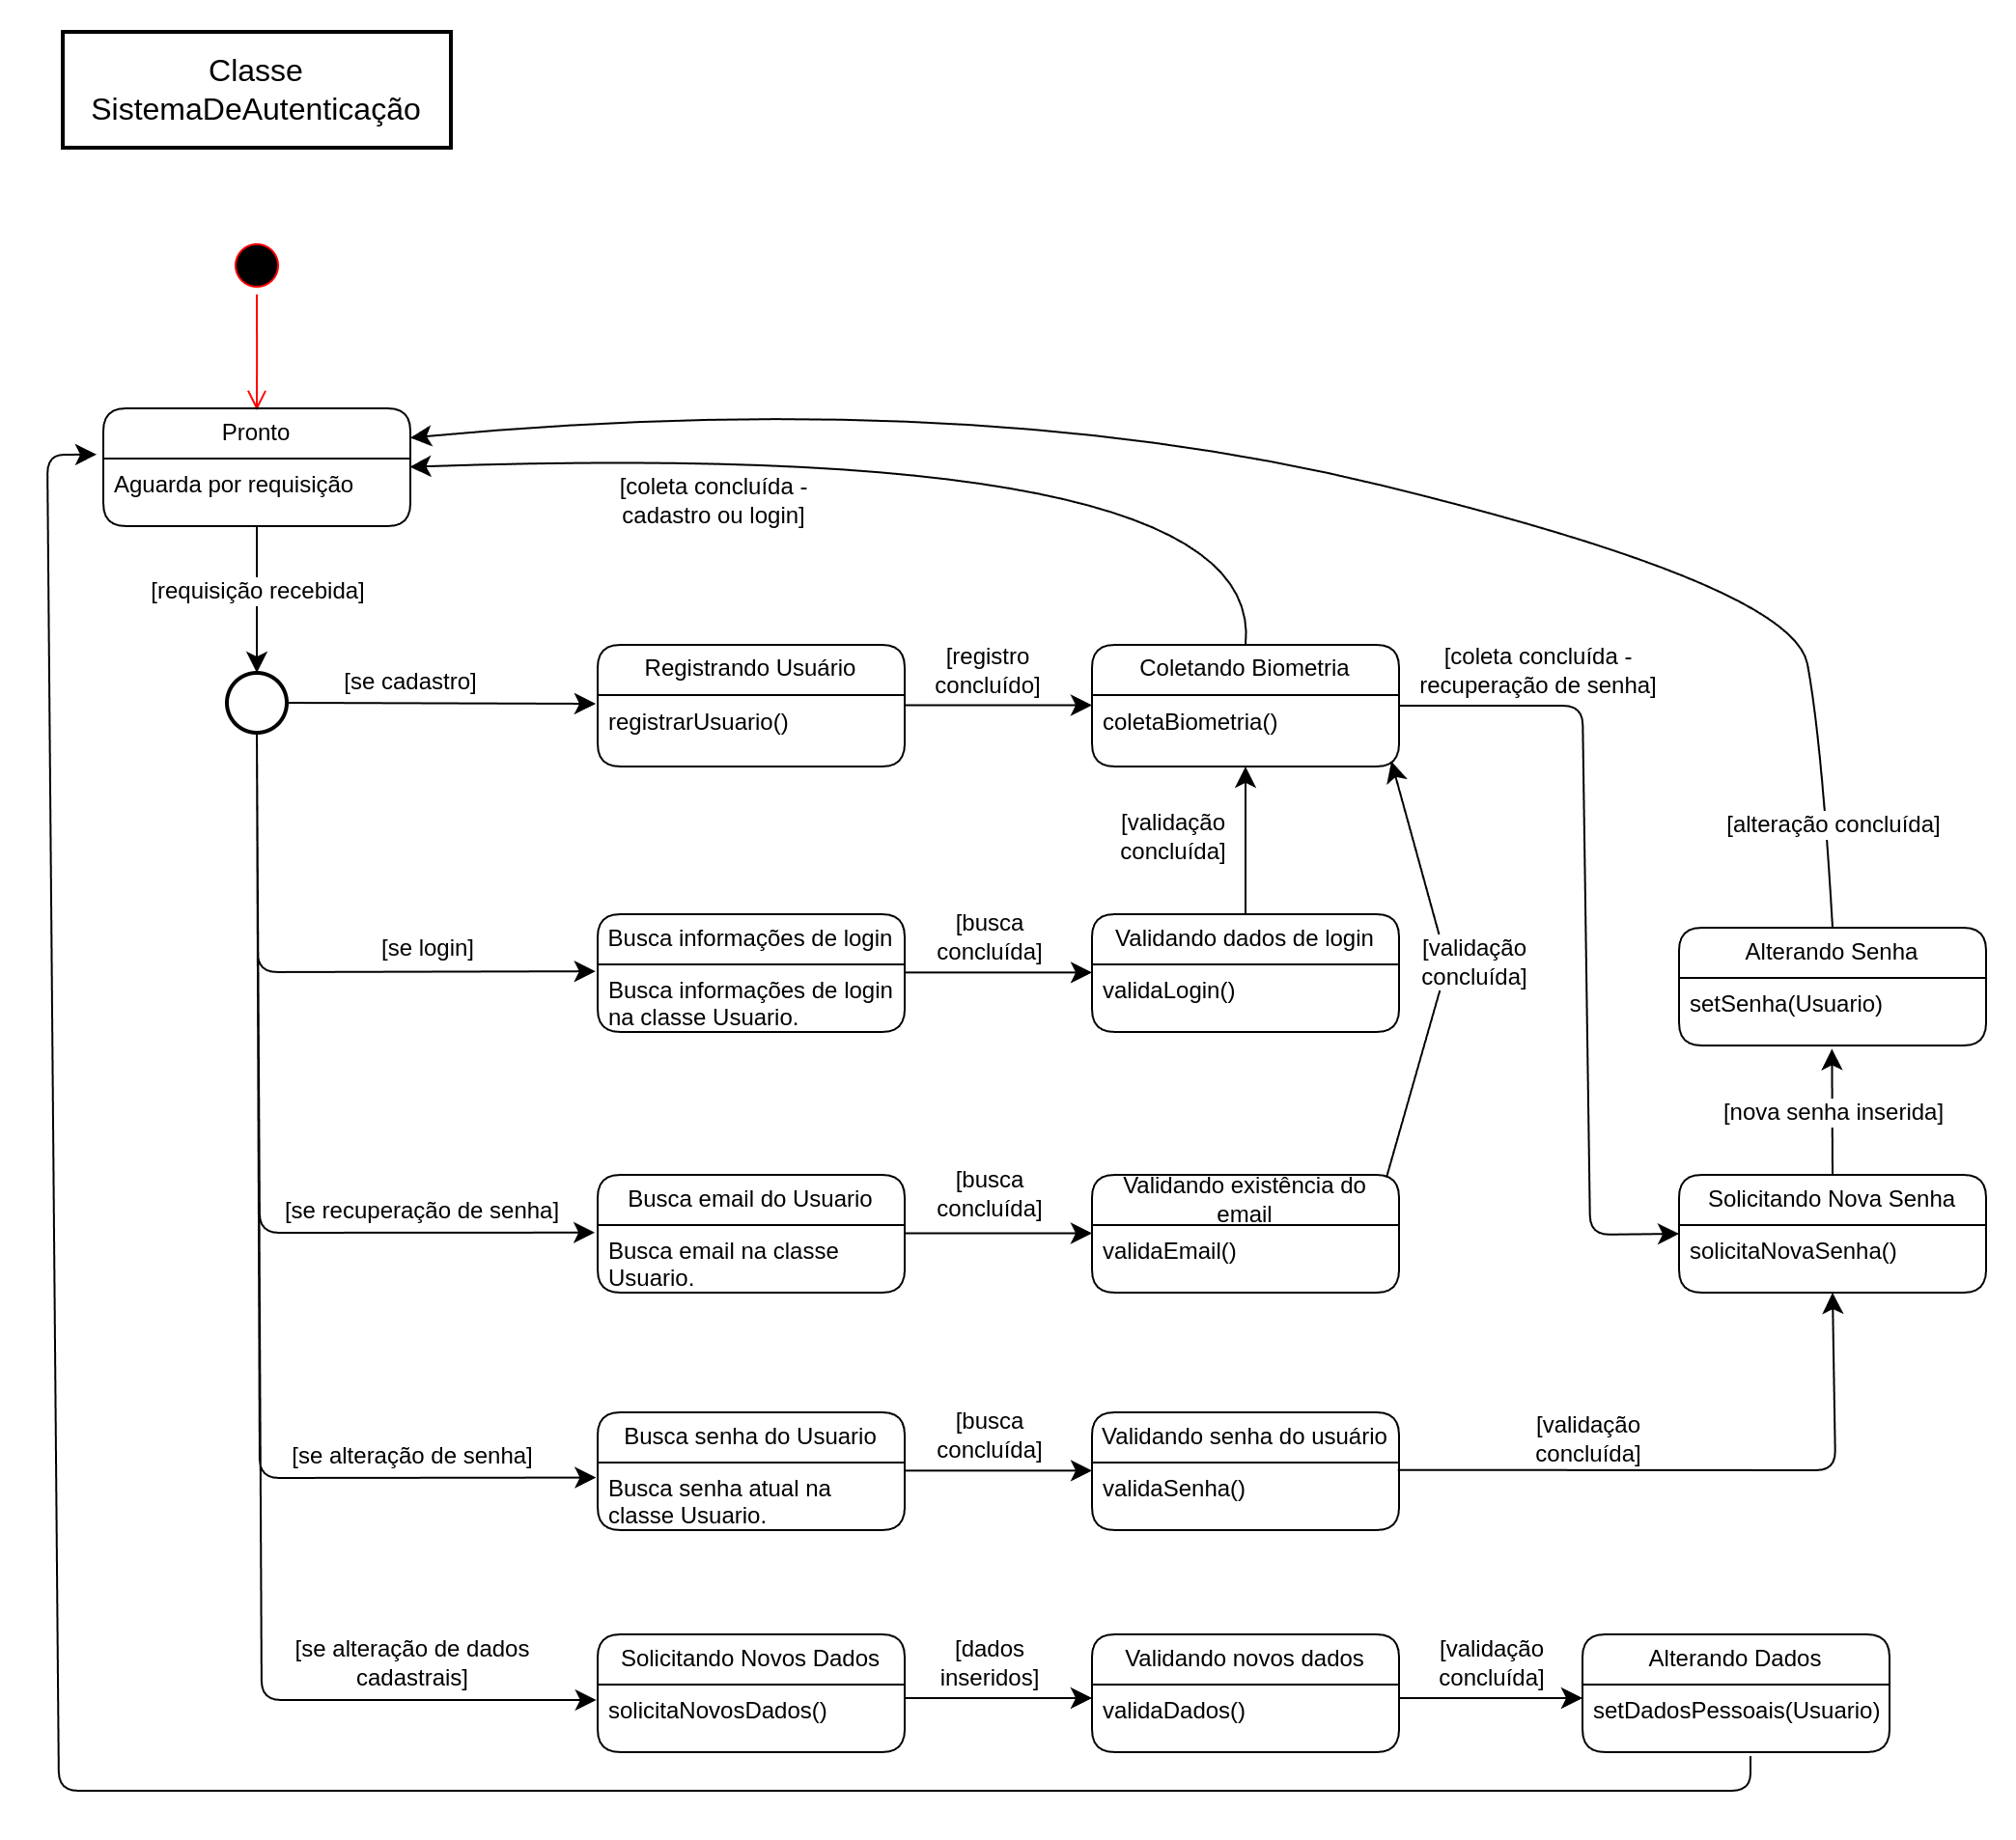 Classe
SistemaDeAutenticação
Pronto
Aguarda por requisição
[coleta concluída -
cadastro ou login]
[requisição recebida]
[se cadastro]
Registrando Usuário
registrarUsuario()
[registro
concluído]
Coletando Biometria
coletaBiometria()
[coleta concluída -
recuperação de senha]
[validação
concluída]
[alteração concluída]
[se login]
Busca informações de login
Busca informações de login
na classe Usuario.
[busca
concluída]
Validando dados de login
validaLogin()
[validação
concluída]
Alterando Senha
setSenha(Usuario)
[nova senha inserida]
[se recuperação de senha]
Busca email do Usuario
Busca email na classe
Usuario.
[busca
concluída]
Validando existência do
email
validaEmail()
Solicitando Nova Senha
solicitaNovaSenha()
[se alteração de senha]
Busca senha do Usuario
Busca senha atual na
classe Usuario.
[busca
concluída]
Validando senha do usuário
validaSenha()
[validação
concluída]
[se alteração de dados
cadastrais]
Solicitando Novos Dados
solicitaNovosDados()
[dados
inseridos]
Validando novos dados
validaDados()
[validação
concluída]
Alterando Dados
setDadosPessoais(Usuario)